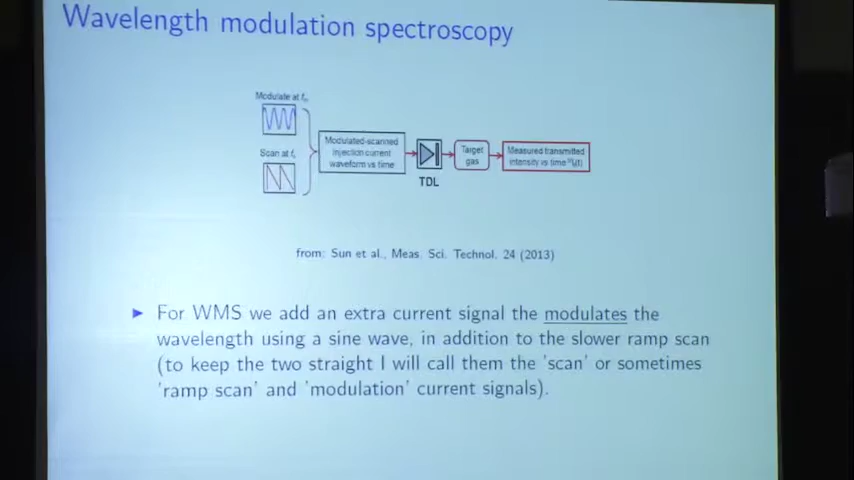 Wavelength modulation spectroscopy
Modulate at fm
Scan at fs
Modulated-scanned
injection current
waveform vs time
TDL
Target
gas
Measured transmitted
intensity vs time
from: Sun et al., Meas. Sci. Technol. 24 (2013)
For WMS we add an extra current signal the modulates the
wavelength using a sine wave, in addition to the slower ramp scan
(to keep the two straight I will call them the 'scan' or sometimes
'ramp scan' and 'modulation' current signals).